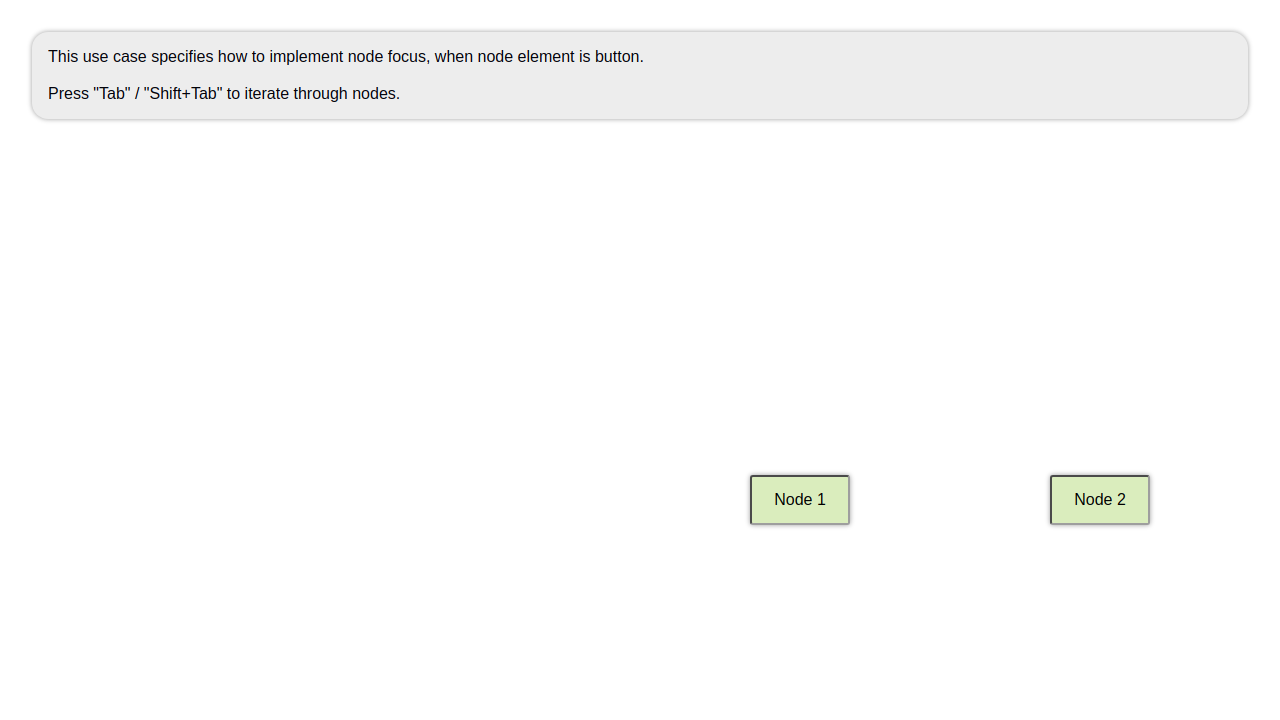 This use case specifies how to implement node focus, when node element is button.
Press "Tab" / "Shift+Tab" to iterate through nodes.
Node 1
Node 2